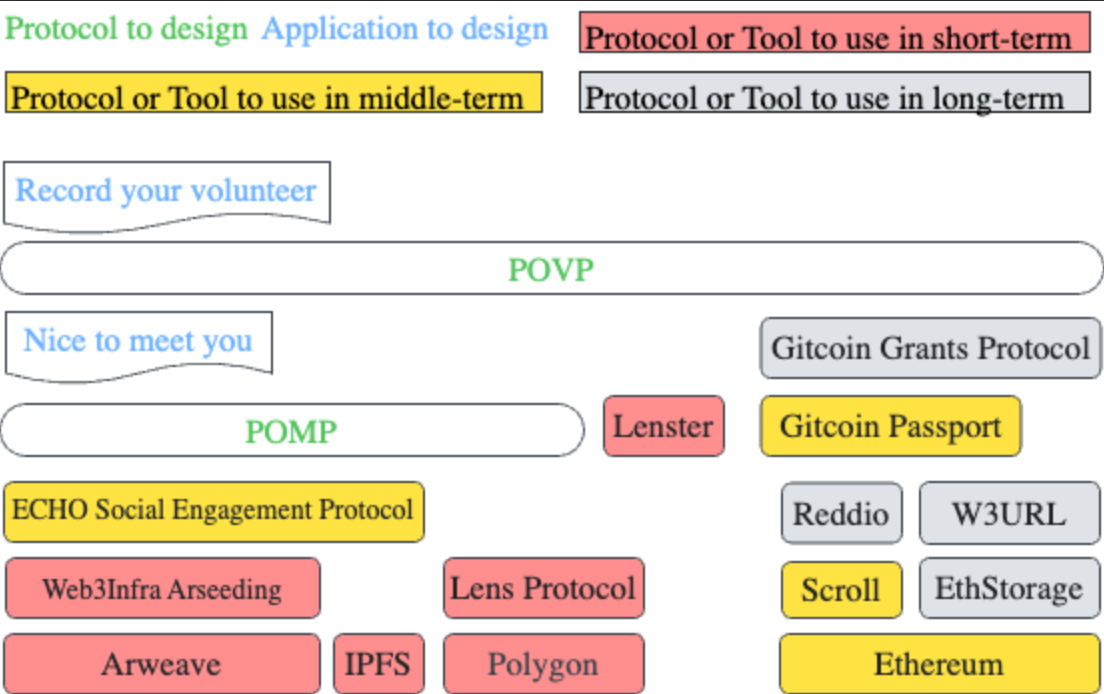 Protocol to design Application to design
Protocol or Tool to use in short-term
Protocol or Tool to use in middle-term
Protocol or Tool to use in long-term
Record your volunteer
POVP
Nice to meet you
Gitcoin Grants Protocol
POMP
Lenster
Gitcoin Passport
ECHO Social Engagement Protocol
Reddio
W3URL
Web3Infra Arseeding
Lens Protocol
Scroll
EthStorage
Arweave
IPFS
Polygon
Ethereum